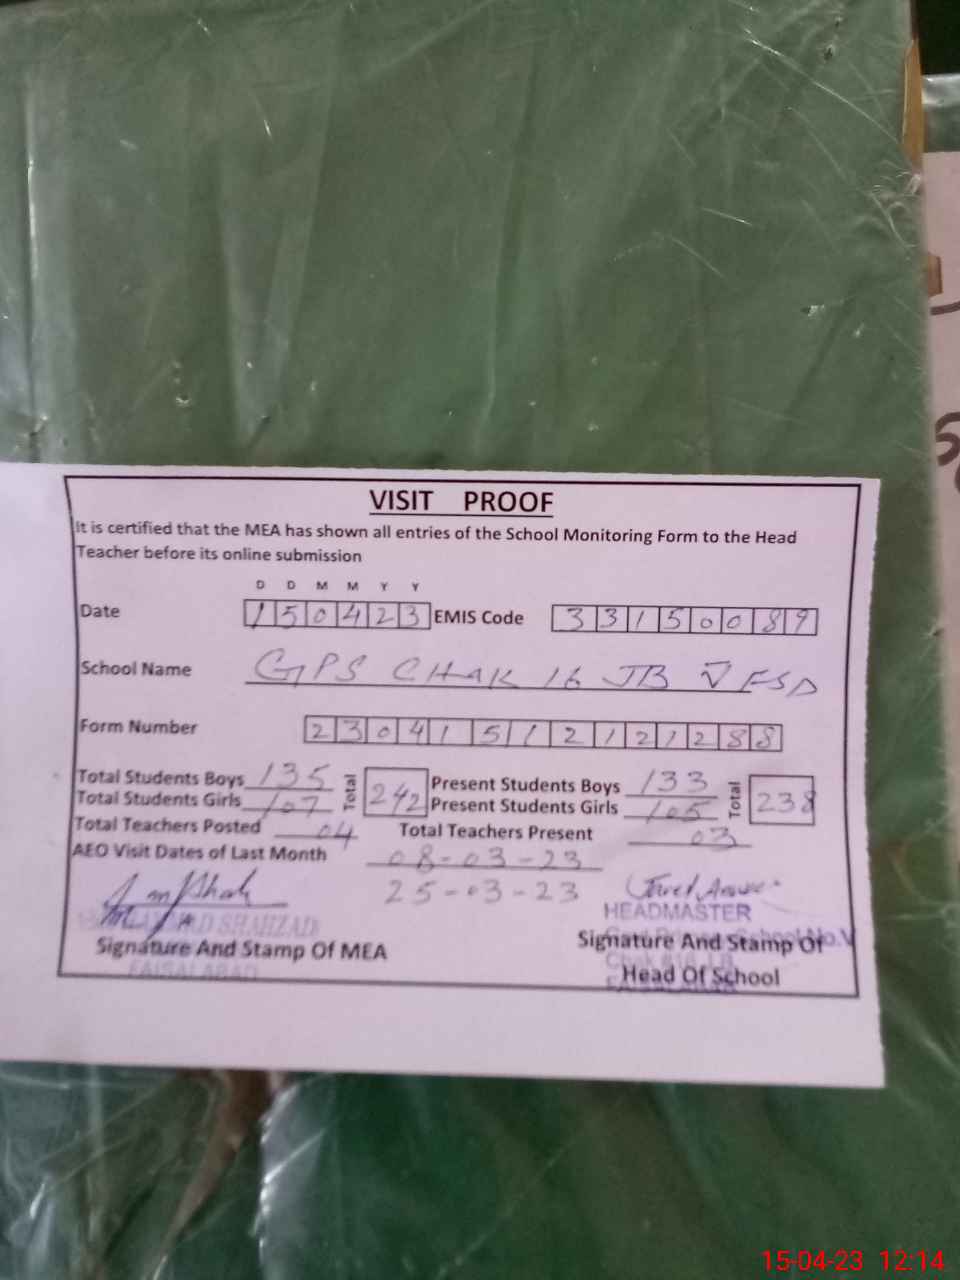 VISIT PROOF
It is certified that the MEA has shown all entries of the School Monitoring Form to the Head
Teacher before its online submission
D D M M Y Y
Date 150423 EMIS Code 33150089
School Name GPS CHAK 16 JB V FSD
Form Number 23041512121288
Total Students Boys 135 Total 242 Present Students Boys 133 Total 238
Total Students Girls 107 Present Students Girls 105
Total Teachers Posted 04 Total Teachers Present 03
AEO Visit Dates of Last Month 08-03-23
25-03-23
HEADMASTER
SHAHZAD
Signature And Stamp Of MEA Signature And Stamp Of
FAISALABAD Head Of School
15-04-23 12:14